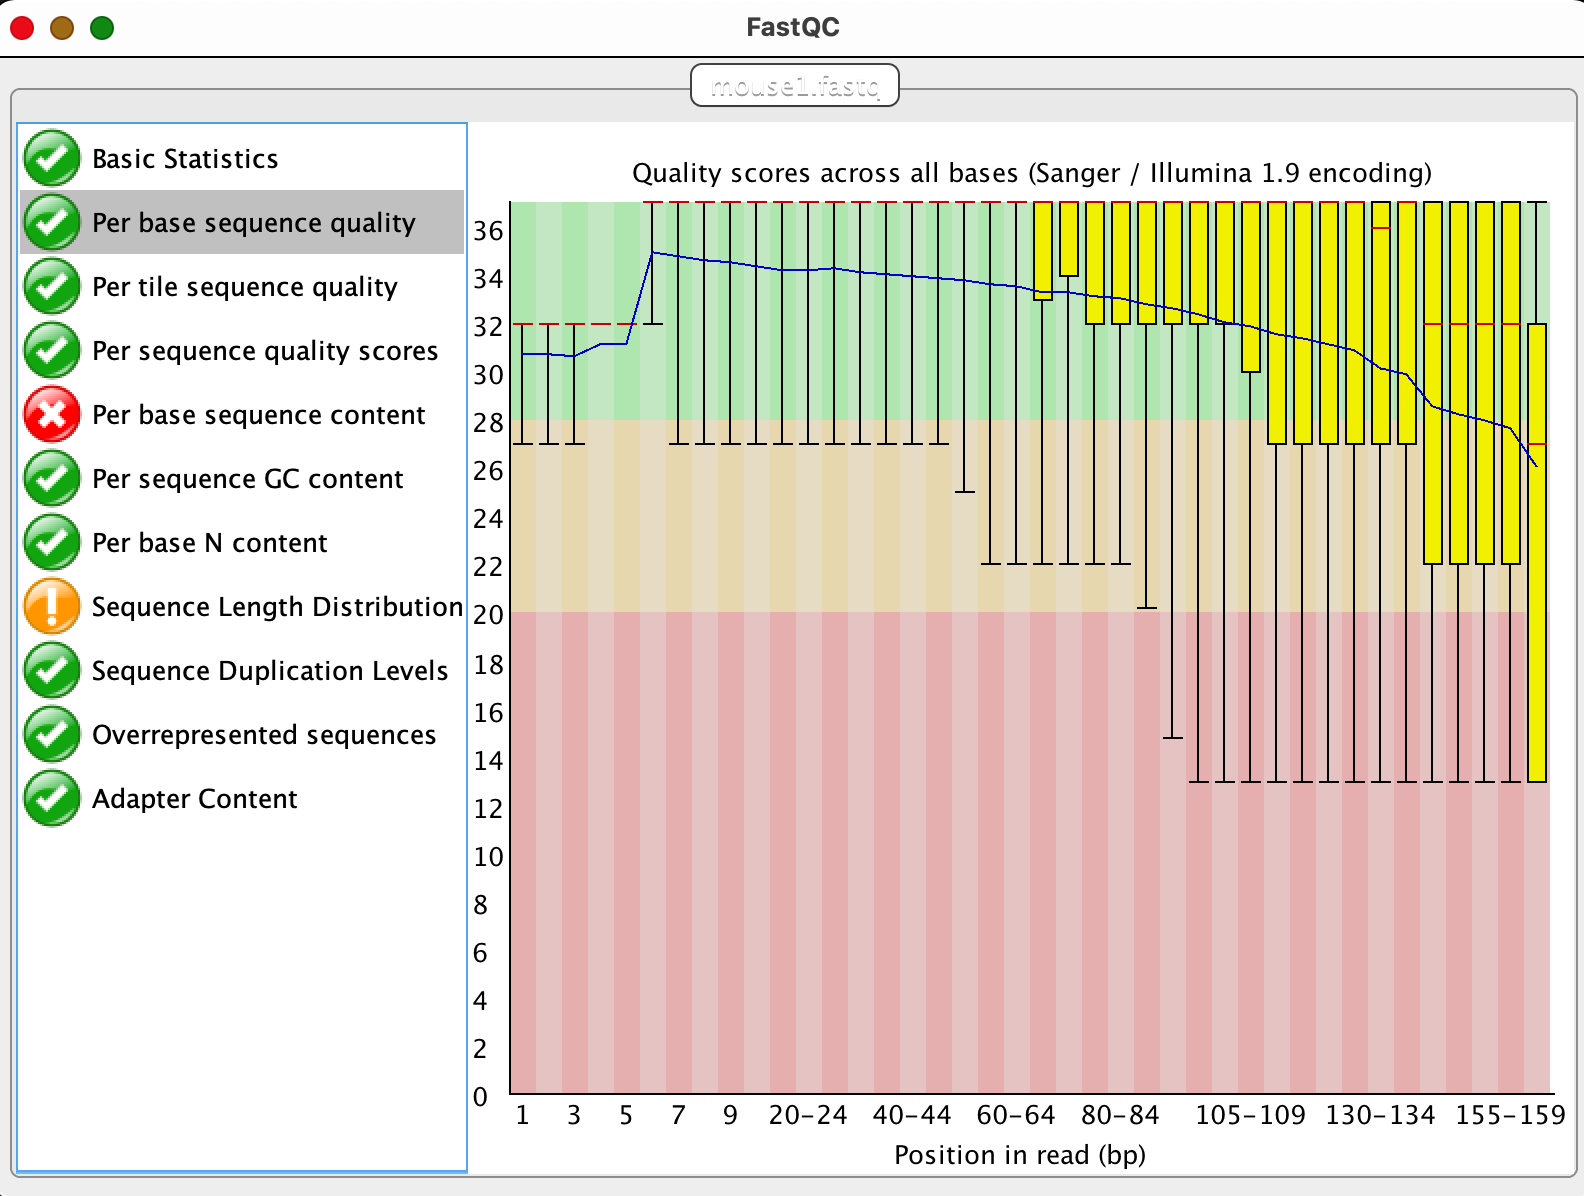 FastQC
mouse1.fastq
Basic Statistics
Per base sequence quality
Per tile sequence quality
Per sequence quality scores
Per base sequence content
Per sequence GC content
Per base N content
Sequence Length Distribution
Sequence Duplication Levels
Overrepresented sequences
Adapter Content
Quality scores across all bases (Sanger / Illumina 1.9 encoding)
36
34
32
30
28
26
24
22
20
18
16
14
12
10
8
6
4
2
0
1 3 5 7 9 20-24 40-44 60-64 80-84 105-109 130-134 155-159
Position in read (bp)